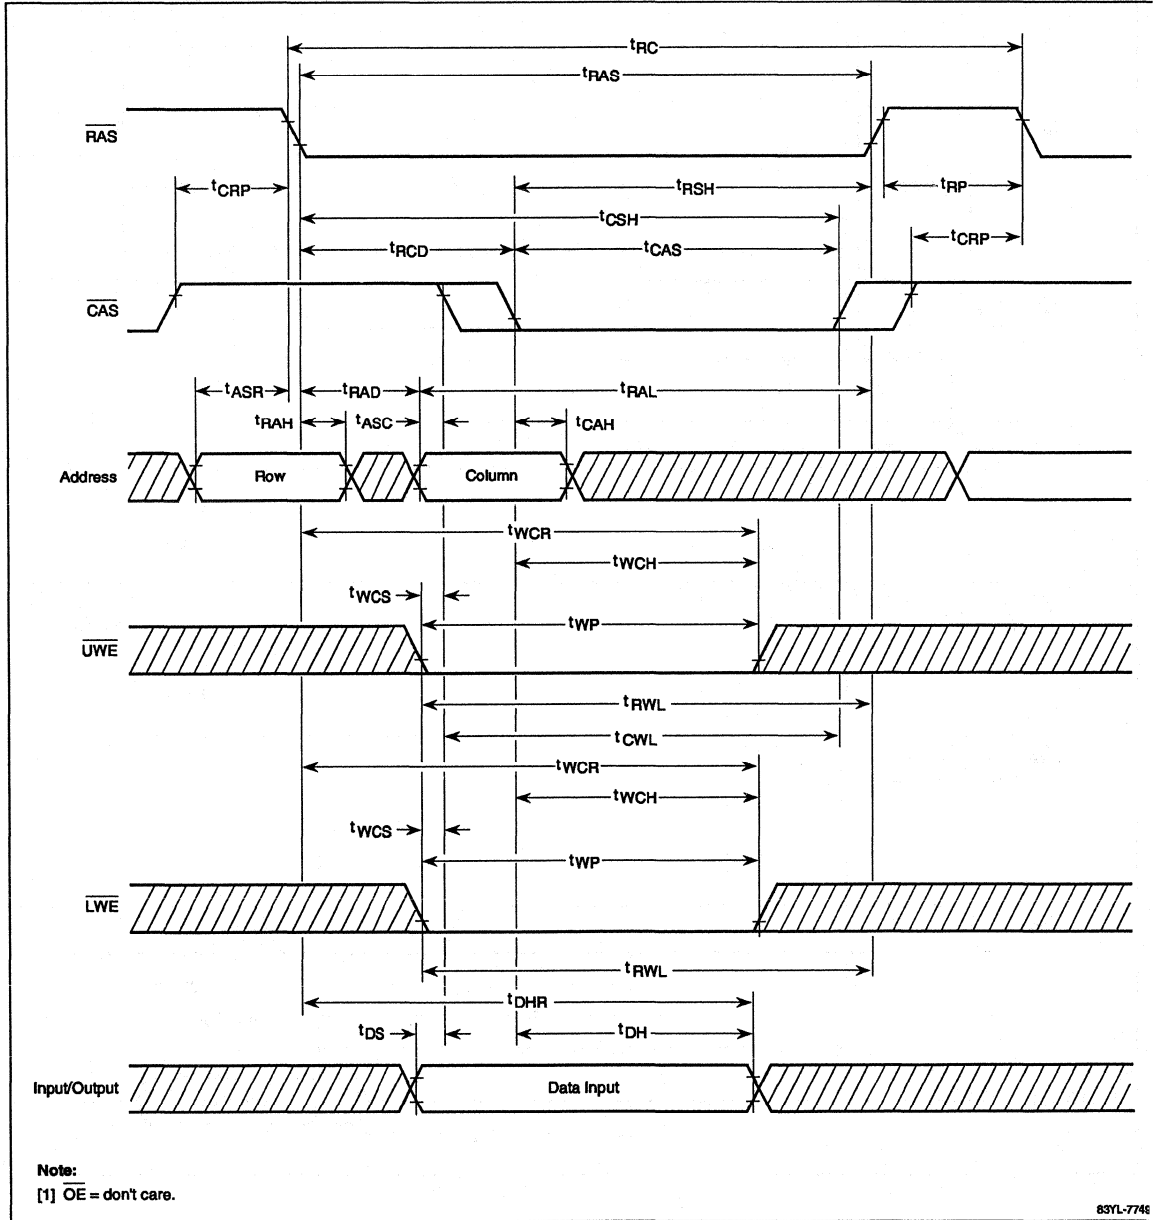 tRC
tRAS
RAS
tCRP
tRSH
tRP
tCSH
tCRP
tRCD
tCAS
CAS
tASR
tRAD
tRAL
tRAH
tASC
tCAH
Address
Row
Column
tWCR
tWCH
tWCS
tWP
UWE
tRWL
tCWL
tWCR
tWCH
tWCS
tWP
LWE
tRWL
tDHR
tDS
tDH
Input/Output
Data Input
Note:
[1] OE = don't care.